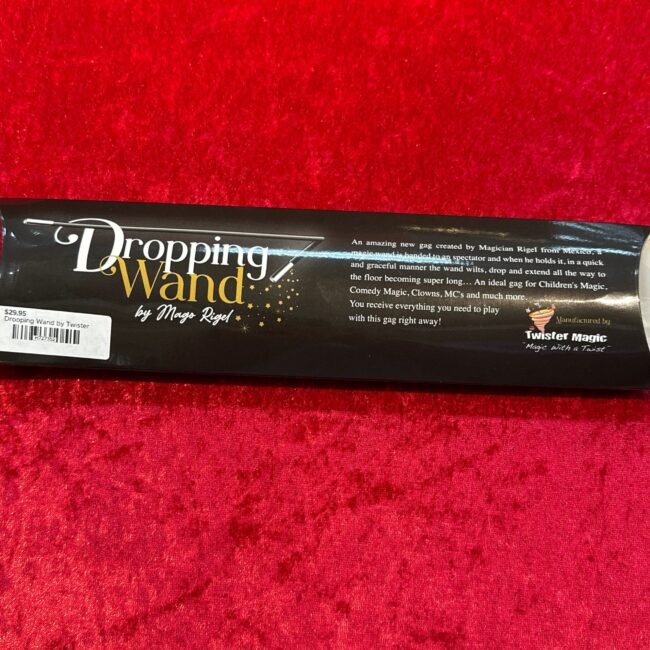 Dropping
Wand
by Mago Rigel
$29.95
Drooping Wand by Twister
An amazing new gag created by Magician Rigel from Mexico, a
magic wand is handed to an spectator and when he holds it, in a quick
and graceful manner the wand wilts, drop and extend all the way to
the floor becoming super long... An ideal gag for Children's Magic,
Comedy Magic, Clowns, MC's and much more.
You receive everything you need to play
with this gag right away!
Manufactured by
Twister Magic
"Magic With a Twist"